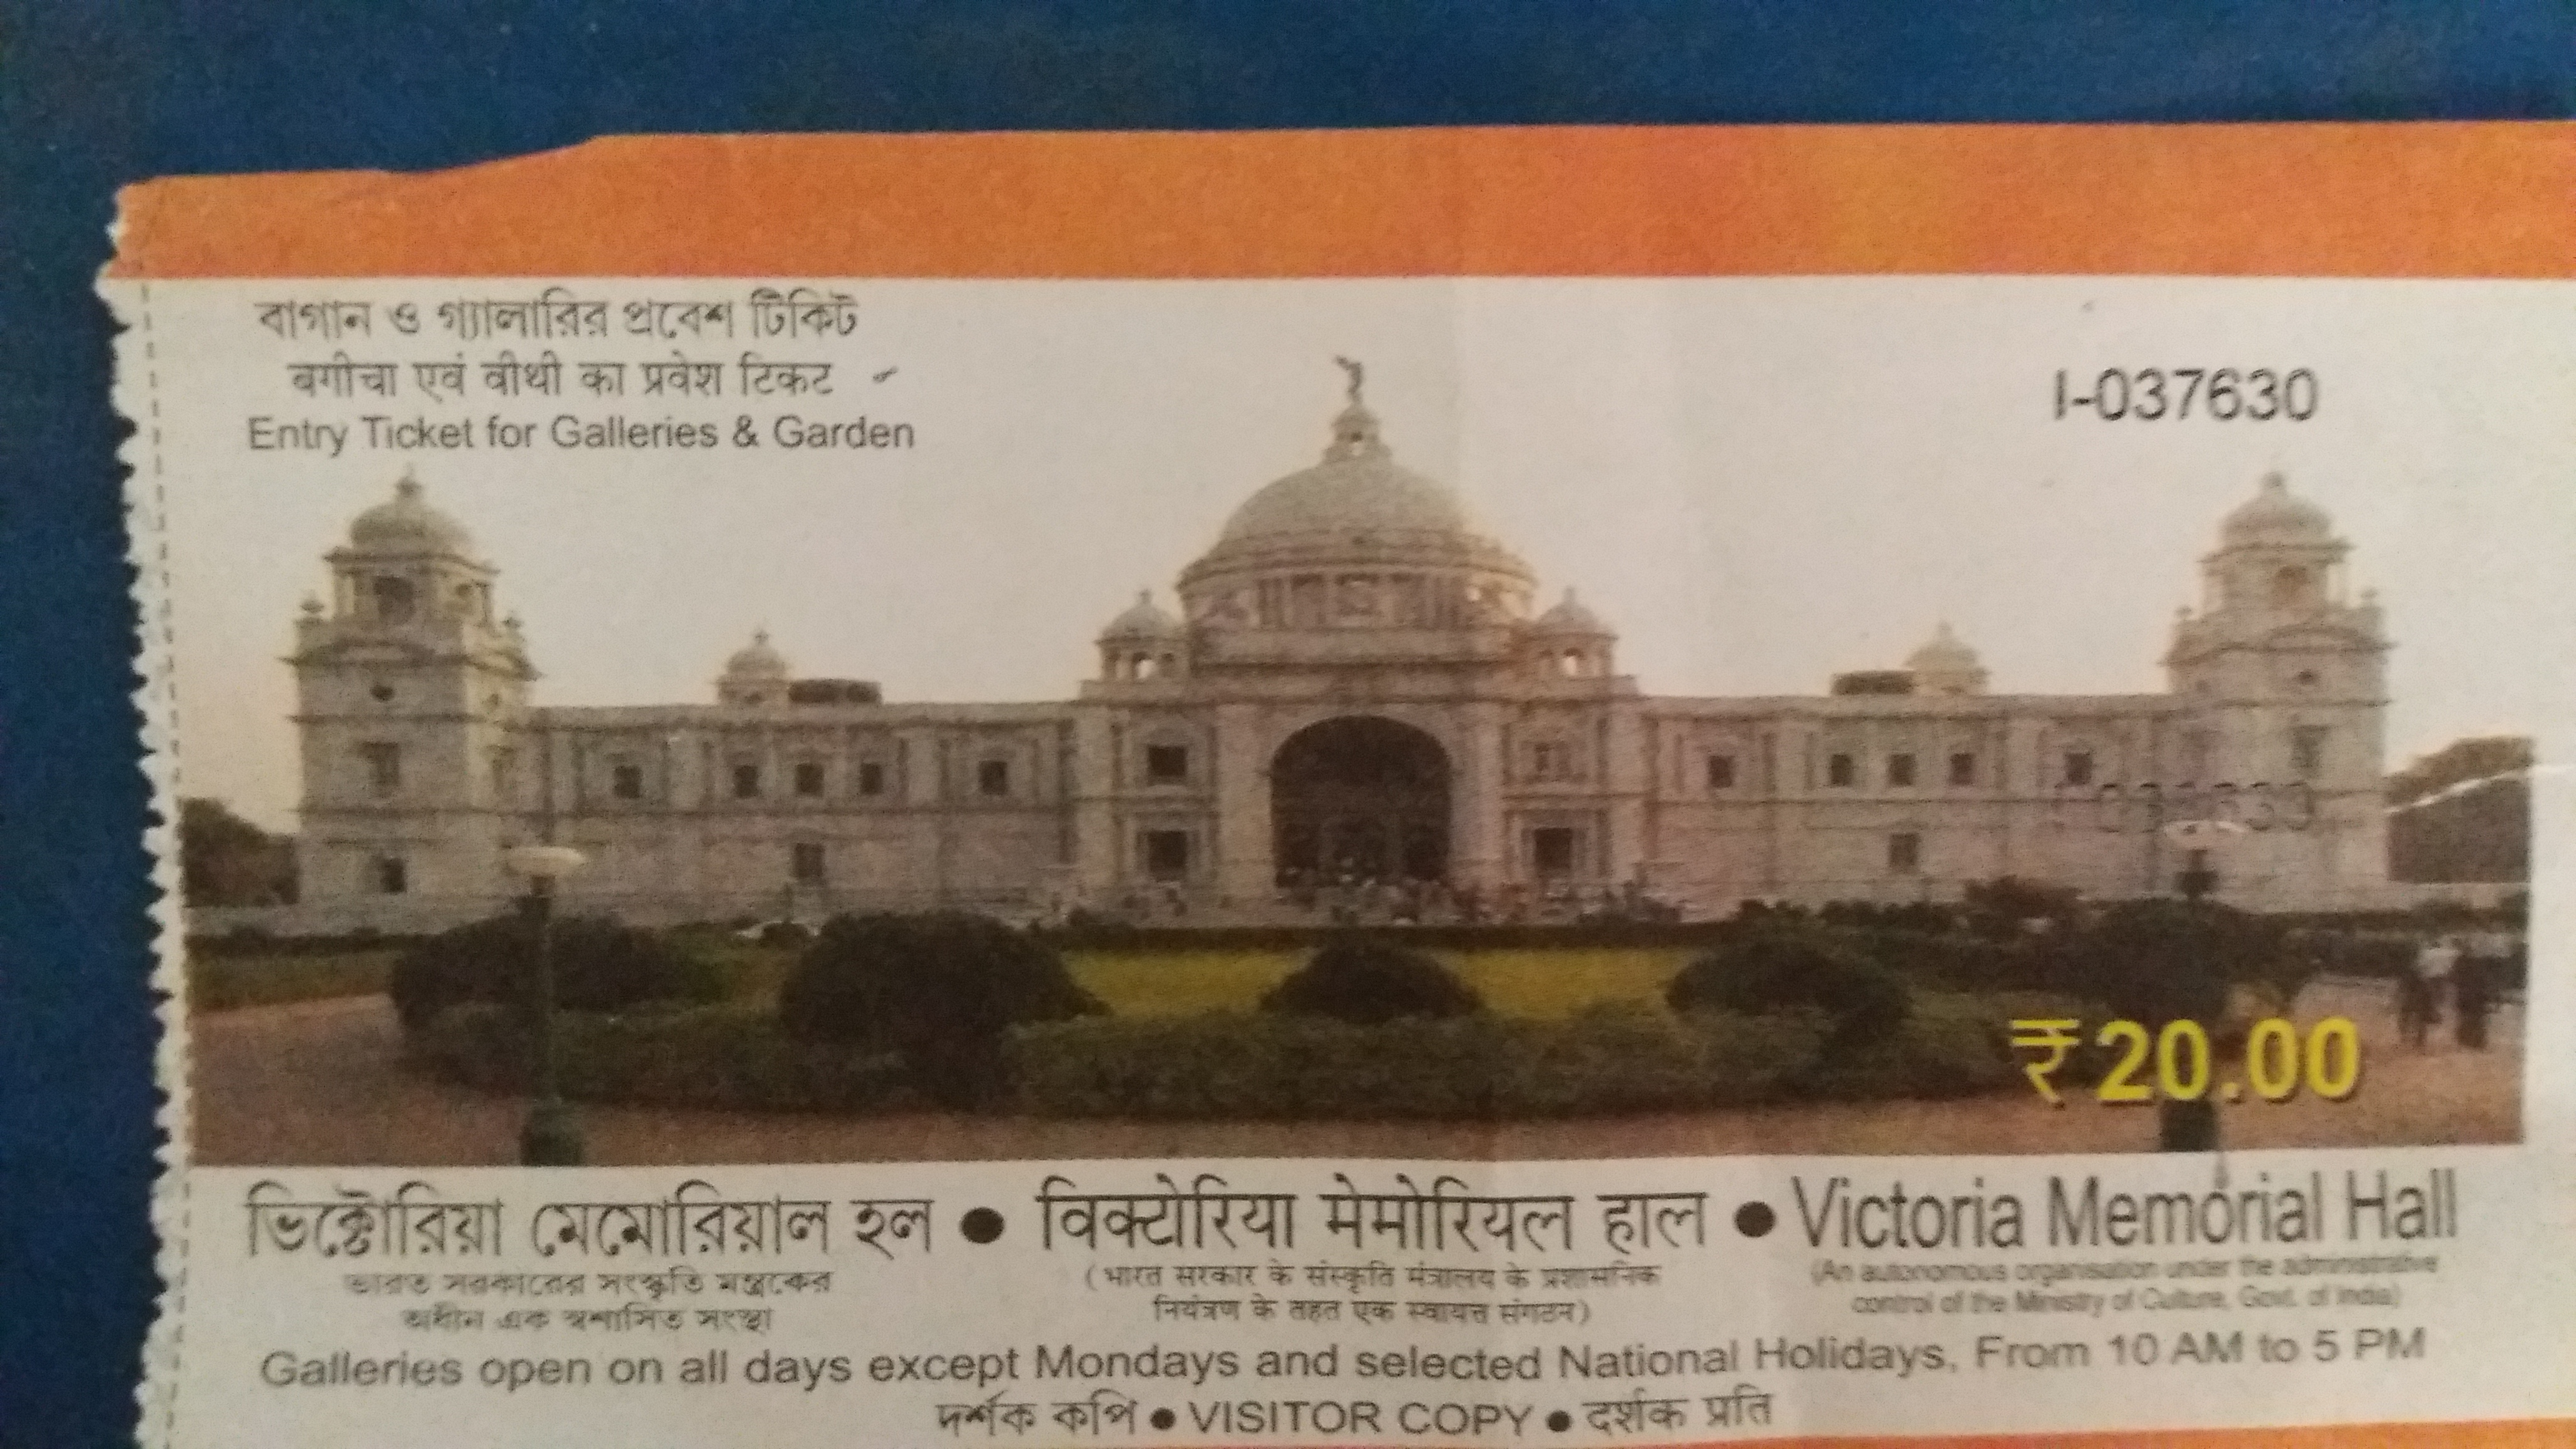 বাগান ও গ্যালারির প্রবেশ টিকিট
बगीचा एवं वीथी का प्रवेश टिकट
Entry Ticket for Galleries & Garden
I-037630
₹20.00
ভিক্টোরিয়া মেমোরিয়াল হল • विक्टोरिया मेमोरियल हाल • Victoria Memorial Hall
ভারত সরকারের সংস্কৃতি মন্ত্রকের
অধীন এক স্বশাসিত সংস্থা
(भारत सरकार के संस्कृति मंत्रालय के प्रशासनिक
नियंत्रण के तहत एक स्वायत्त संगठन)
(An autonomous organisation under the administrative
control of the Ministry of Culture, Govt. of India)
Galleries open on all days except Mondays and selected National Holidays, From 10 AM to 5 PM
দর্শক কপি • VISITOR COPY • दर्शक प्रति